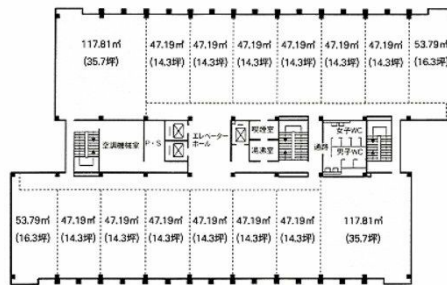 117.81㎡ 47.19㎡ 47.19㎡ 47.19㎡ 47.19㎡ 47.19㎡ 47.19㎡ 53.79㎡
(35.7坪) (14.3坪) (14.3坪) (14.3坪) (14.3坪) (14.3坪) (14.3坪) (16.3坪)
空調機械室 P・S エレベーターホール 喫煙室 湯沸室 通路 女子WC 男子WC
53.79㎡ 47.19㎡ 47.19㎡ 47.19㎡ 47.19㎡ 47.19㎡ 47.19㎡ 117.81㎡
(16.3坪) (14.3坪) (14.3坪) (14.3坪) (14.3坪) (14.3坪) (14.3坪) (35.7坪)